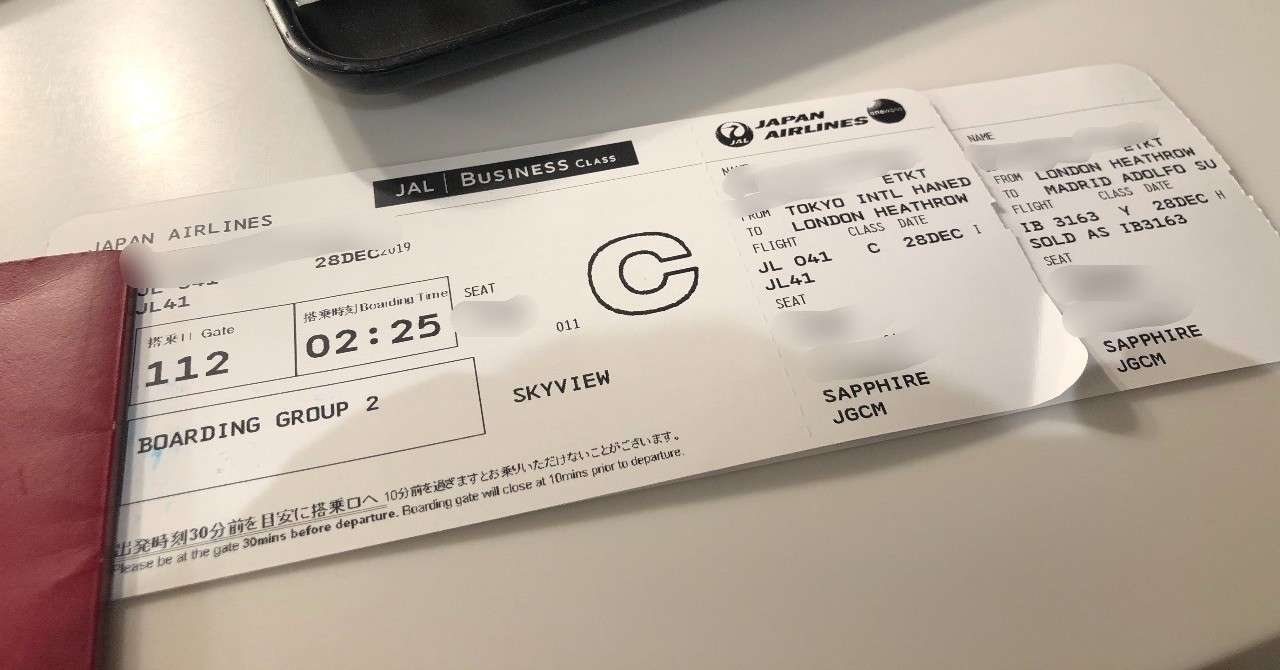 JAPAN AIRLINES
JAL | BUSINESS CLASS
28DEC2019
JL 041
JL41
搭乗口 Gate
112
搭乗時刻 Boarding Time
02:25
SEAT
011
C
BOARDING GROUP 2
SKYVIEW
出発時刻30分前を目安に搭乗口へ 10分前を過ぎますとお乗りいただけないことがございます。
Please be at the gate 30mins before departure. Boarding gate will close at 10mins prior to departure.
JAL
JAPAN
AIRLINES
oneworld
ETKT
FROM TOKYO INTL HANED
TO LONDON HEATHROW
FLIGHT CLASS DATE
JL 041 C 28DEC I
JL41
SEAT
SAPPHIRE
JGCM
NAME
ETKT
FROM LONDON HEATHROW
TO MADRID ADOLFO SU
FLIGHT CLASS DATE
IB 3163 Y 28DEC H
SOLD AS IB3163
SEAT
SAPPHIRE
JGCM